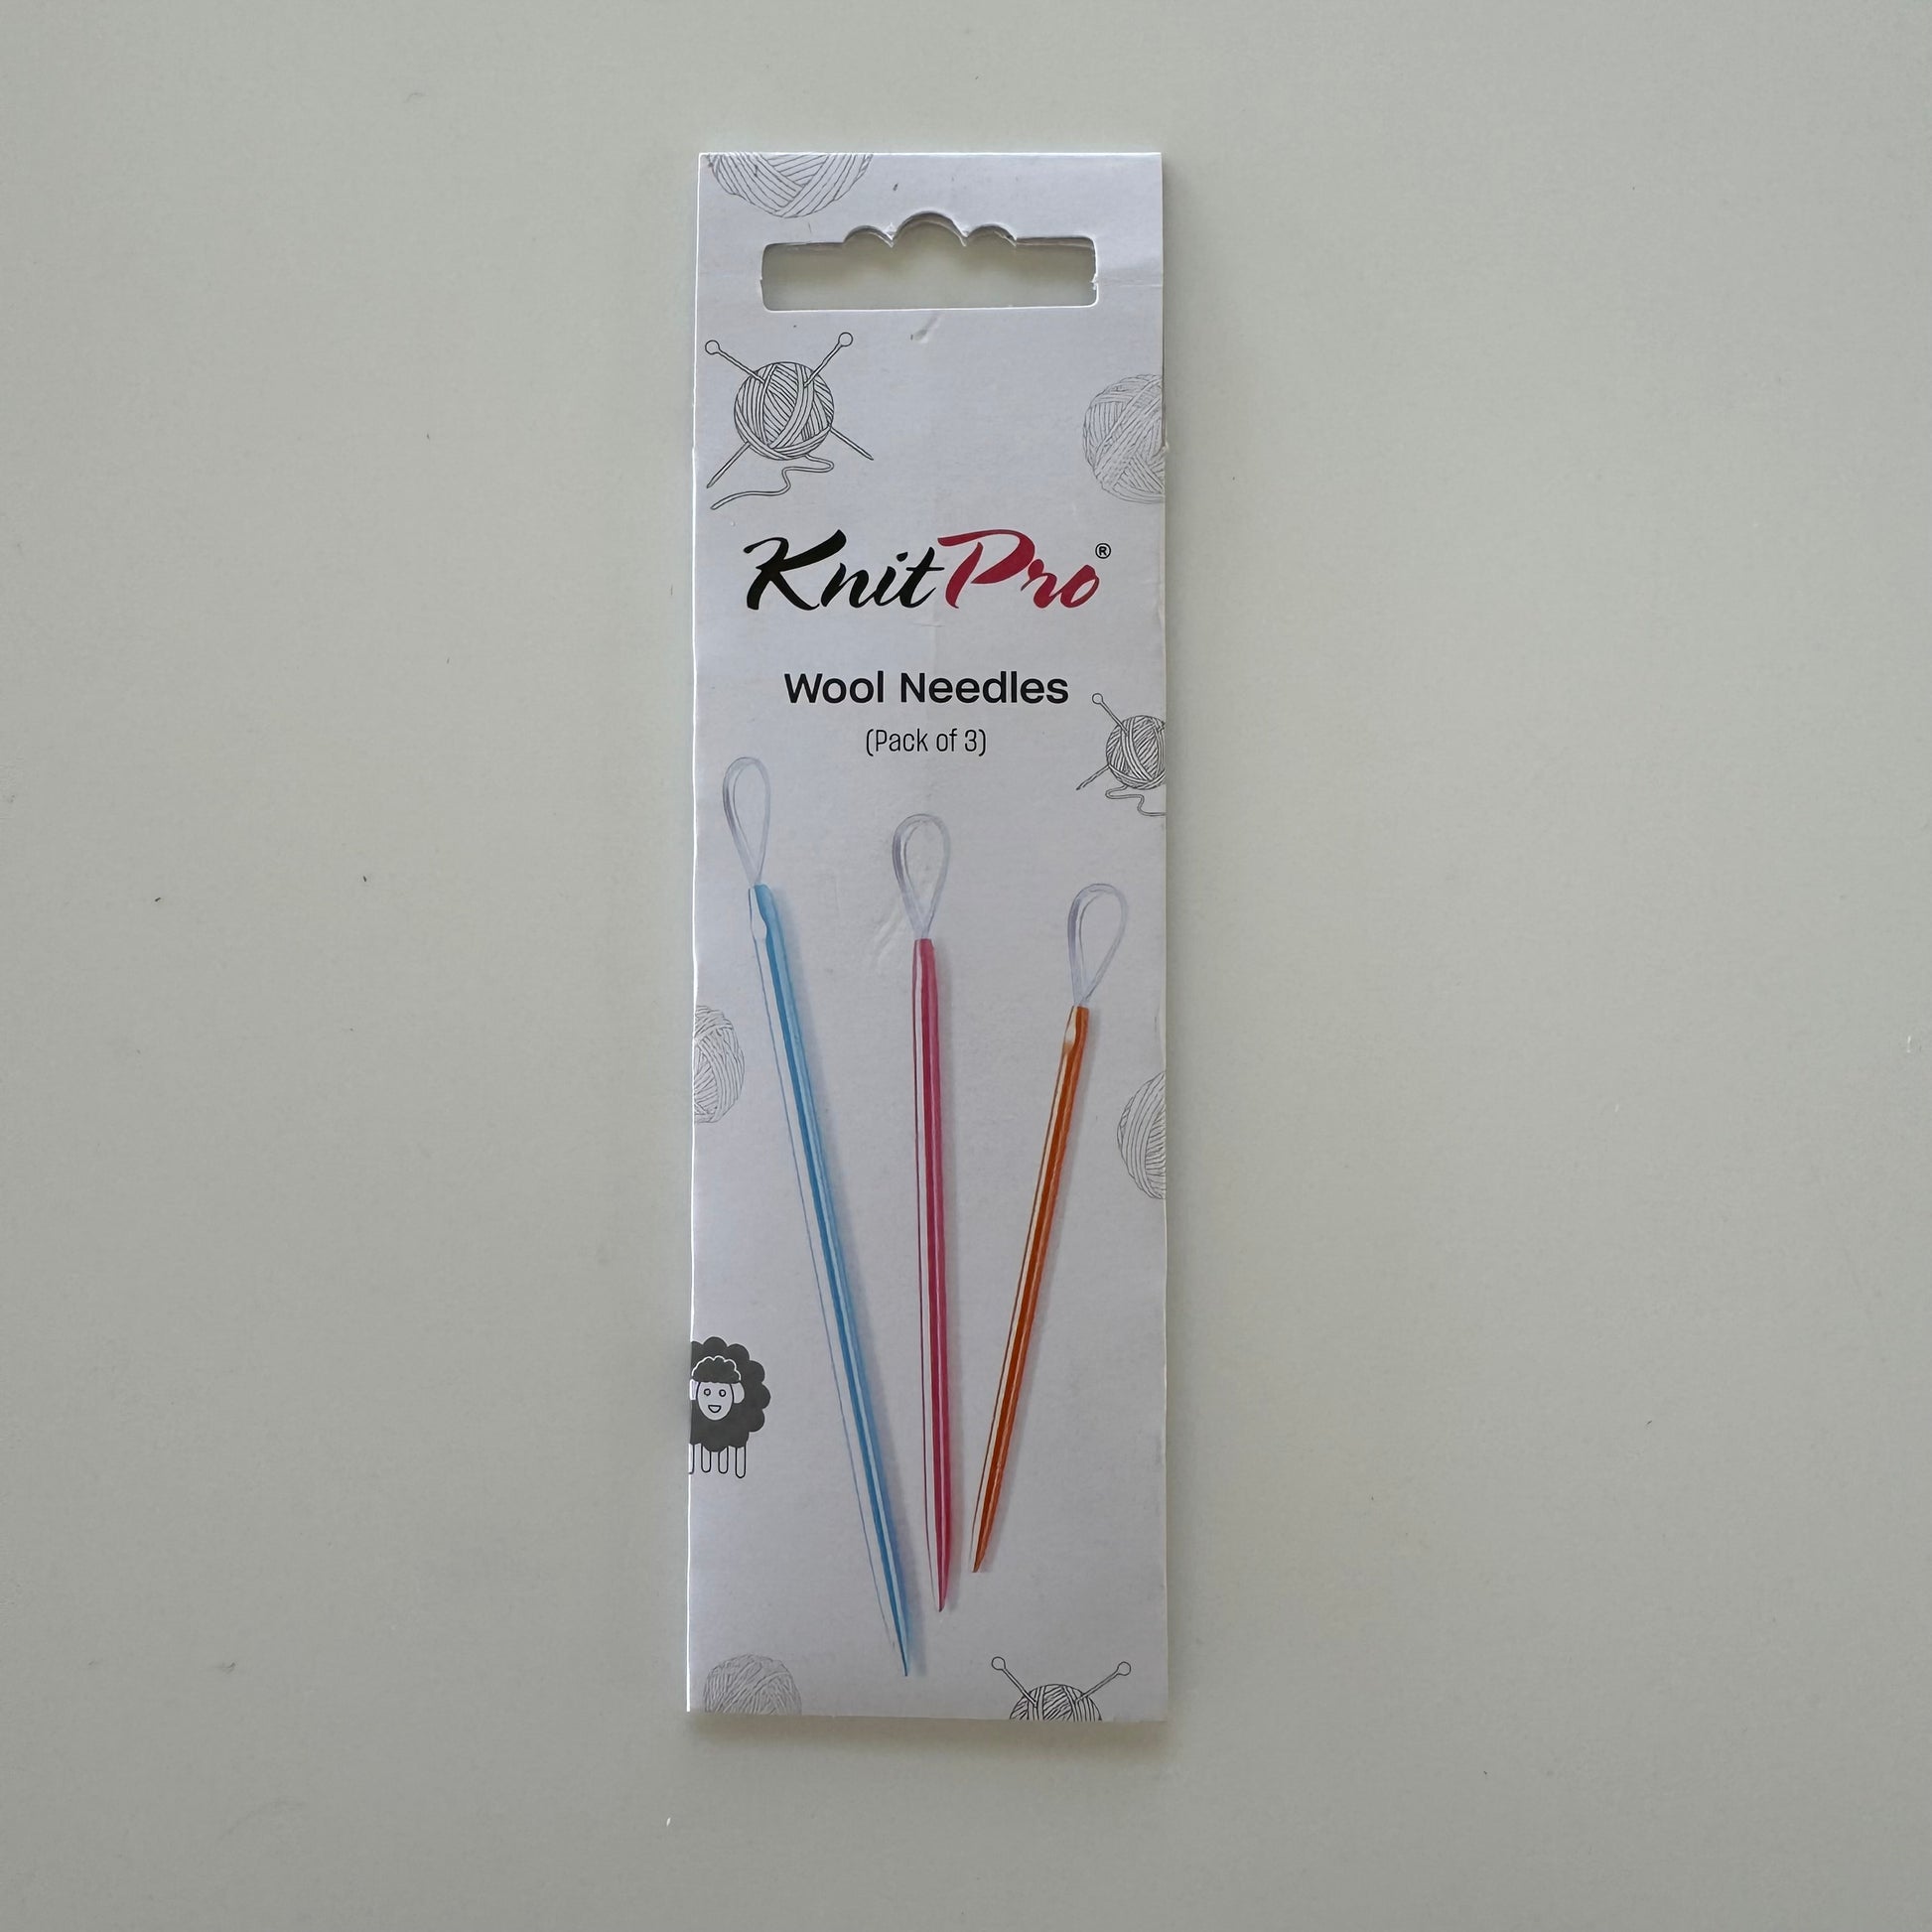 KnitPro®
Wool Needles
(Pack of 3)